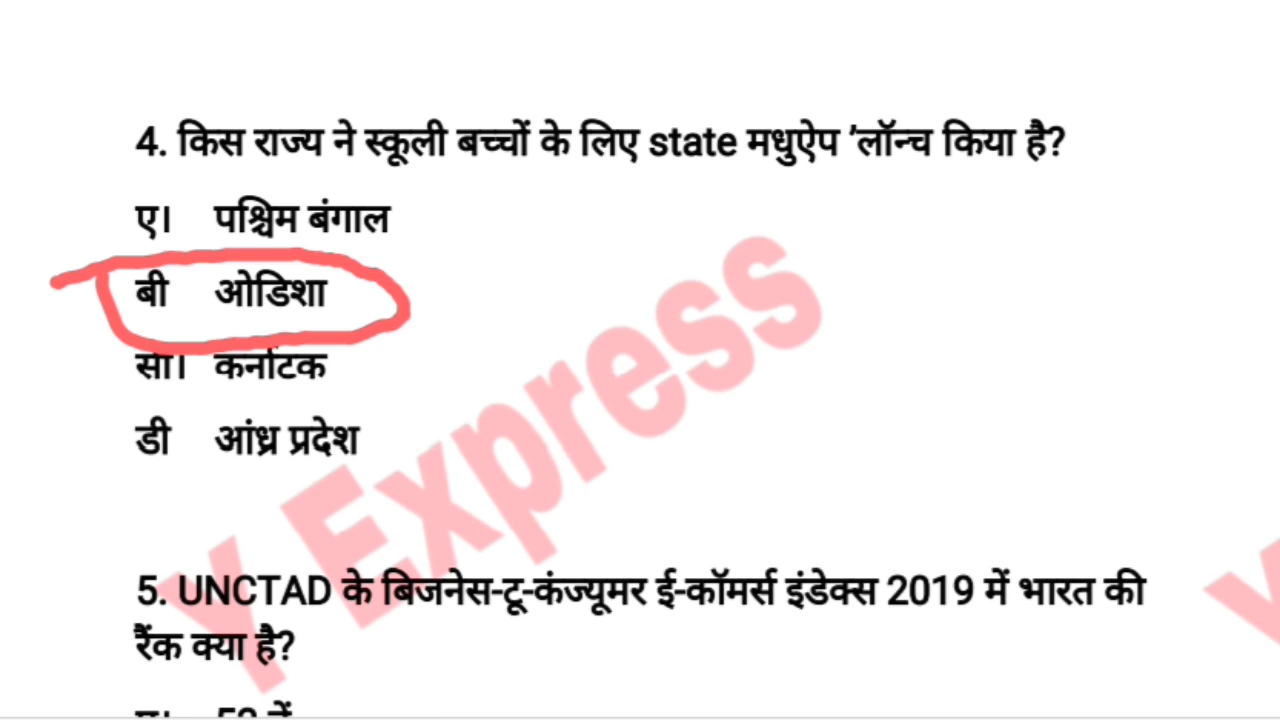 4. किस राज्य ने स्कूली बच्चों के लिए state मधुऐप ’लॉन्च किया है?
ए। पश्चिम बंगाल
बी ओडिशा
सी। कर्नाटक
डी आंध्र प्रदेश
Y Express
5. UNCTAD के बिजनेस-टू-कंज्यूमर ई-कॉमर्स इंडेक्स 2019 में भारत की
रैंक क्या है?